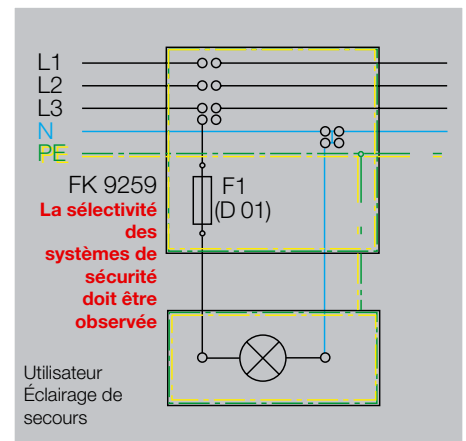 L1
L2
L3
N
PE
FK 9259
F1
(D 01)
La sélectivité
des
systèmes de
sécurité
doit être
observée
Utilisateur
Éclairage de
secours